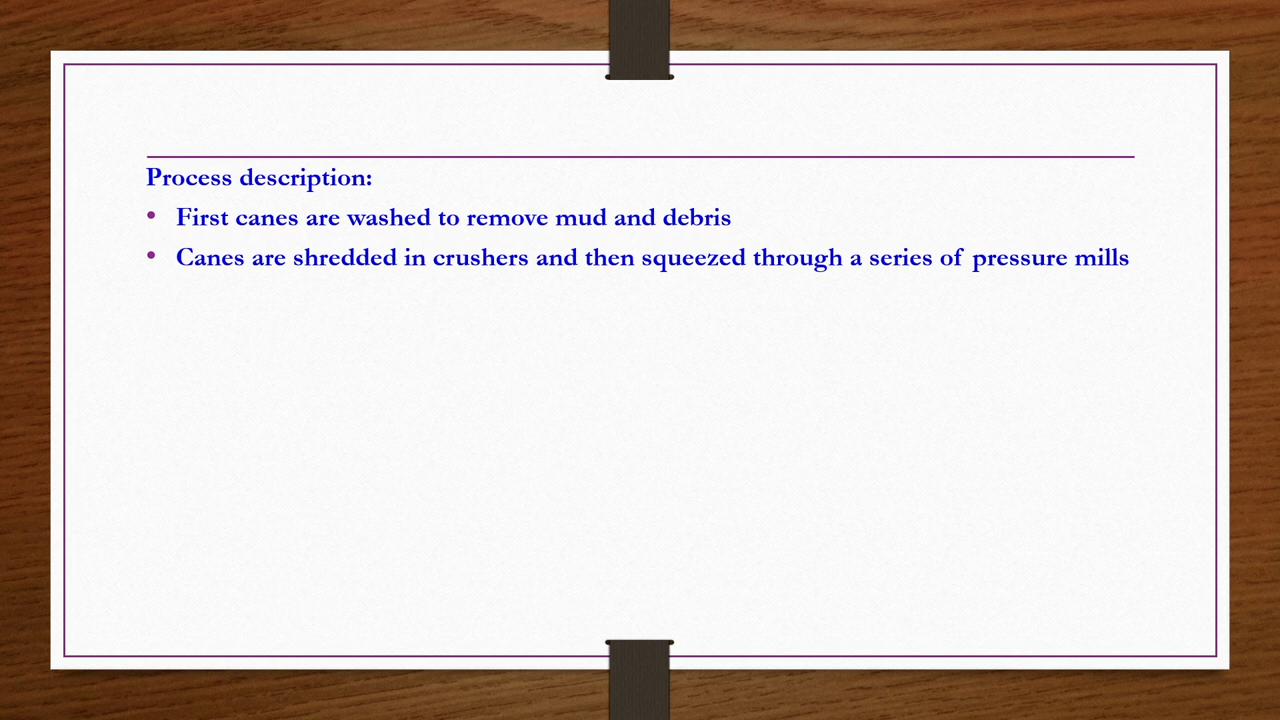 Process description:
• First canes are washed to remove mud and debris
• Canes are shredded in crushers and then squeezed through a series of pressure mills